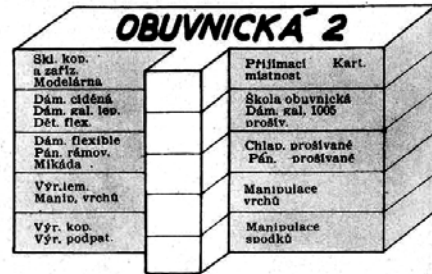 OBUVNICKÁ 2
Skl. kop.
a zaříz.
Modelárna
Dám. cíděná
Dám. gal. lep.
Dět. flex.
Dám. flexible
Pán. rámov.
Mikáda
Výr. lem.
Manip. vrchů
Výr. kop.
Výr. podpat.
Přijímací Kart.
místnost
Škola obuvnická
Dám. gal. 1005
prošív.
Chlap. prošívané
Pán. prošívané
Manipulace
vrchů
Manipulace
spodků